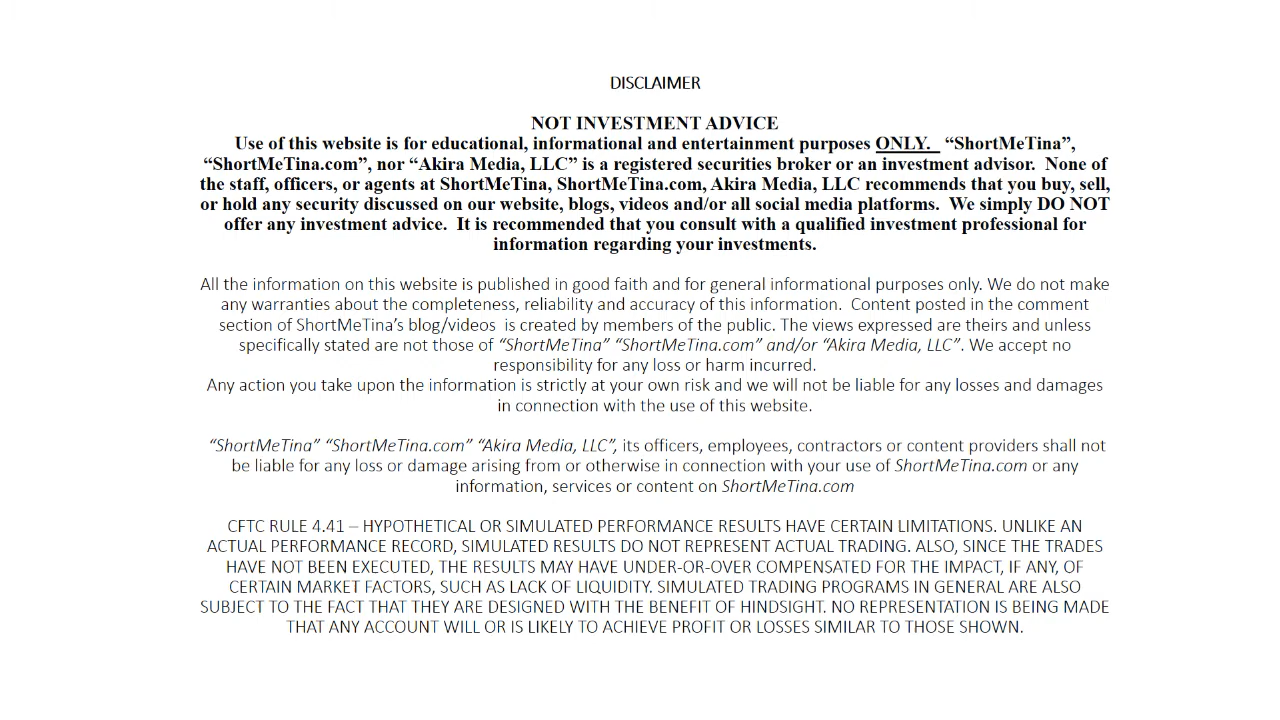 DISCLAIMER
NOT INVESTMENT ADVICE
Use of this website is for educational, informational and entertainment purposes ONLY.  “ShortMeTina”,
“ShortMeTina.com”, nor “Akira Media, LLC” is a registered securities broker or an investment advisor.  None of
the staff, officers, or agents at ShortMeTina, ShortMeTina.com, Akira Media, LLC recommends that you buy, sell,
or hold any security discussed on our website, blogs, videos and/or all social media platforms.  We simply DO NOT
offer any investment advice.  It is recommended that you consult with a qualified investment professional for
information regarding your investments.
All the information on this website is published in good faith and for general informational purposes only. We do not make
any warranties about the completeness, reliability and accuracy of this information.  Content posted in the comment
section of ShortMeTina’s blog/videos  is created by members of the public. The views expressed are theirs and unless
specifically stated are not those of “ShortMeTina” “ShortMeTina.com” and/or “Akira Media, LLC”. We accept no
responsibility for any loss or harm incurred.
Any action you take upon the information is strictly at your own risk and we will not be liable for any losses and damages
in connection with the use of this website.
“ShortMeTina” “ShortMeTina.com” “Akira Media, LLC”, its officers, employees, contractors or content providers shall not
be liable for any loss or damage arising from or otherwise in connection with your use of ShortMeTina.com or any
information, services or content on ShortMeTina.com
CFTC RULE 4.41 – HYPOTHETICAL OR SIMULATED PERFORMANCE RESULTS HAVE CERTAIN LIMITATIONS. UNLIKE AN
ACTUAL PERFORMANCE RECORD, SIMULATED RESULTS DO NOT REPRESENT ACTUAL TRADING. ALSO, SINCE THE TRADES
HAVE NOT BEEN EXECUTED, THE RESULTS MAY HAVE UNDER-OR-OVER COMPENSATED FOR THE IMPACT, IF ANY, OF
CERTAIN MARKET FACTORS, SUCH AS LACK OF LIQUIDITY. SIMULATED TRADING PROGRAMS IN GENERAL ARE ALSO
SUBJECT TO THE FACT THAT THEY ARE DESIGNED WITH THE BENEFIT OF HINDSIGHT. NO REPRESENTATION IS BEING MADE
THAT ANY ACCOUNT WILL OR IS LIKELY TO ACHIEVE PROFIT OR LOSSES SIMILAR TO THOSE SHOWN.